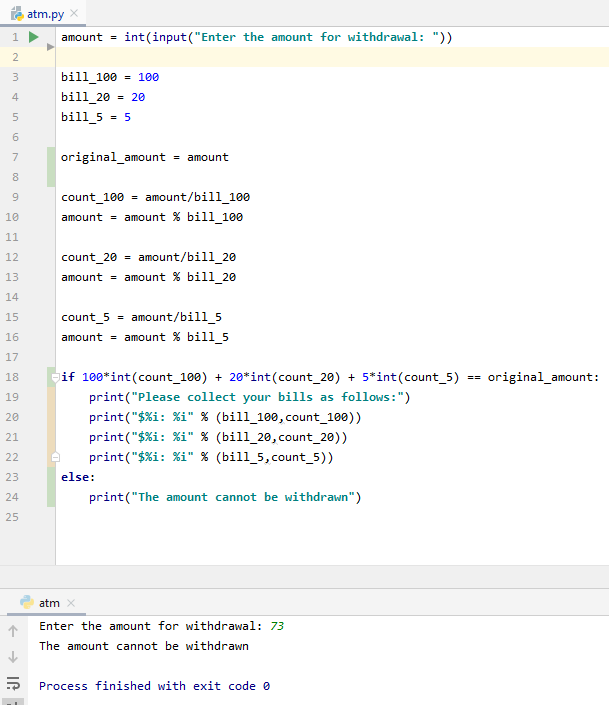 atm.py
1 amount = int(input("Enter the amount for withdrawal: "))
2
3 bill_100 = 100
4 bill_20 = 20
5 bill_5 = 5
6
7 original_amount = amount
8
9 count_100 = amount/bill_100
10 amount = amount % bill_100
11
12 count_20 = amount/bill_20
13 amount = amount % bill_20
14
15 count_5 = amount/bill_5
16 amount = amount % bill_5
17
18 if 100*int(count_100) + 20*int(count_20) + 5*int(count_5) == original_amount:
19     print("Please collect your bills as follows:")
20     print("$%i: %i" % (bill_100,count_100))
21     print("$%i: %i" % (bill_20,count_20))
22     print("$%i: %i" % (bill_5,count_5))
23 else:
24     print("The amount cannot be withdrawn")
25
atm
Enter the amount for withdrawal: 73
The amount cannot be withdrawn
Process finished with exit code 0